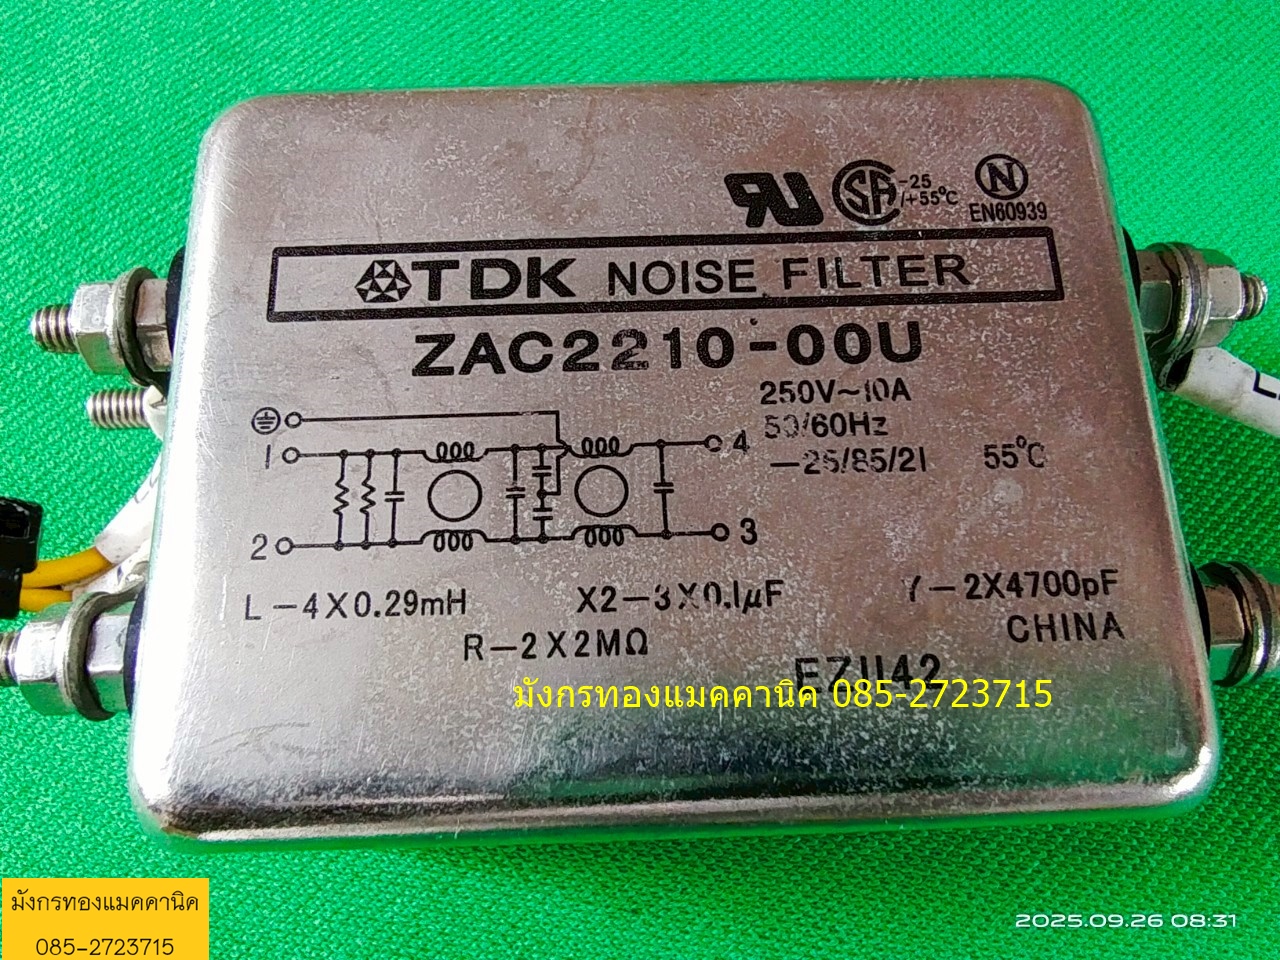 -25
/+55°C
EN60939
TDK NOISE FILTER
ZAC2210-00U
250V~10A
50/60Hz
-25/85/21 55°C
1
4
2
3
L-4X0.29mH X2-3X0.1µF Y-2X4700pF
R-2X2MΩ CHINA
มังกรทองแมคคานิค 085-2723715
มังกรทองแมคคานิค
085-2723715
2025.09.26 08:31